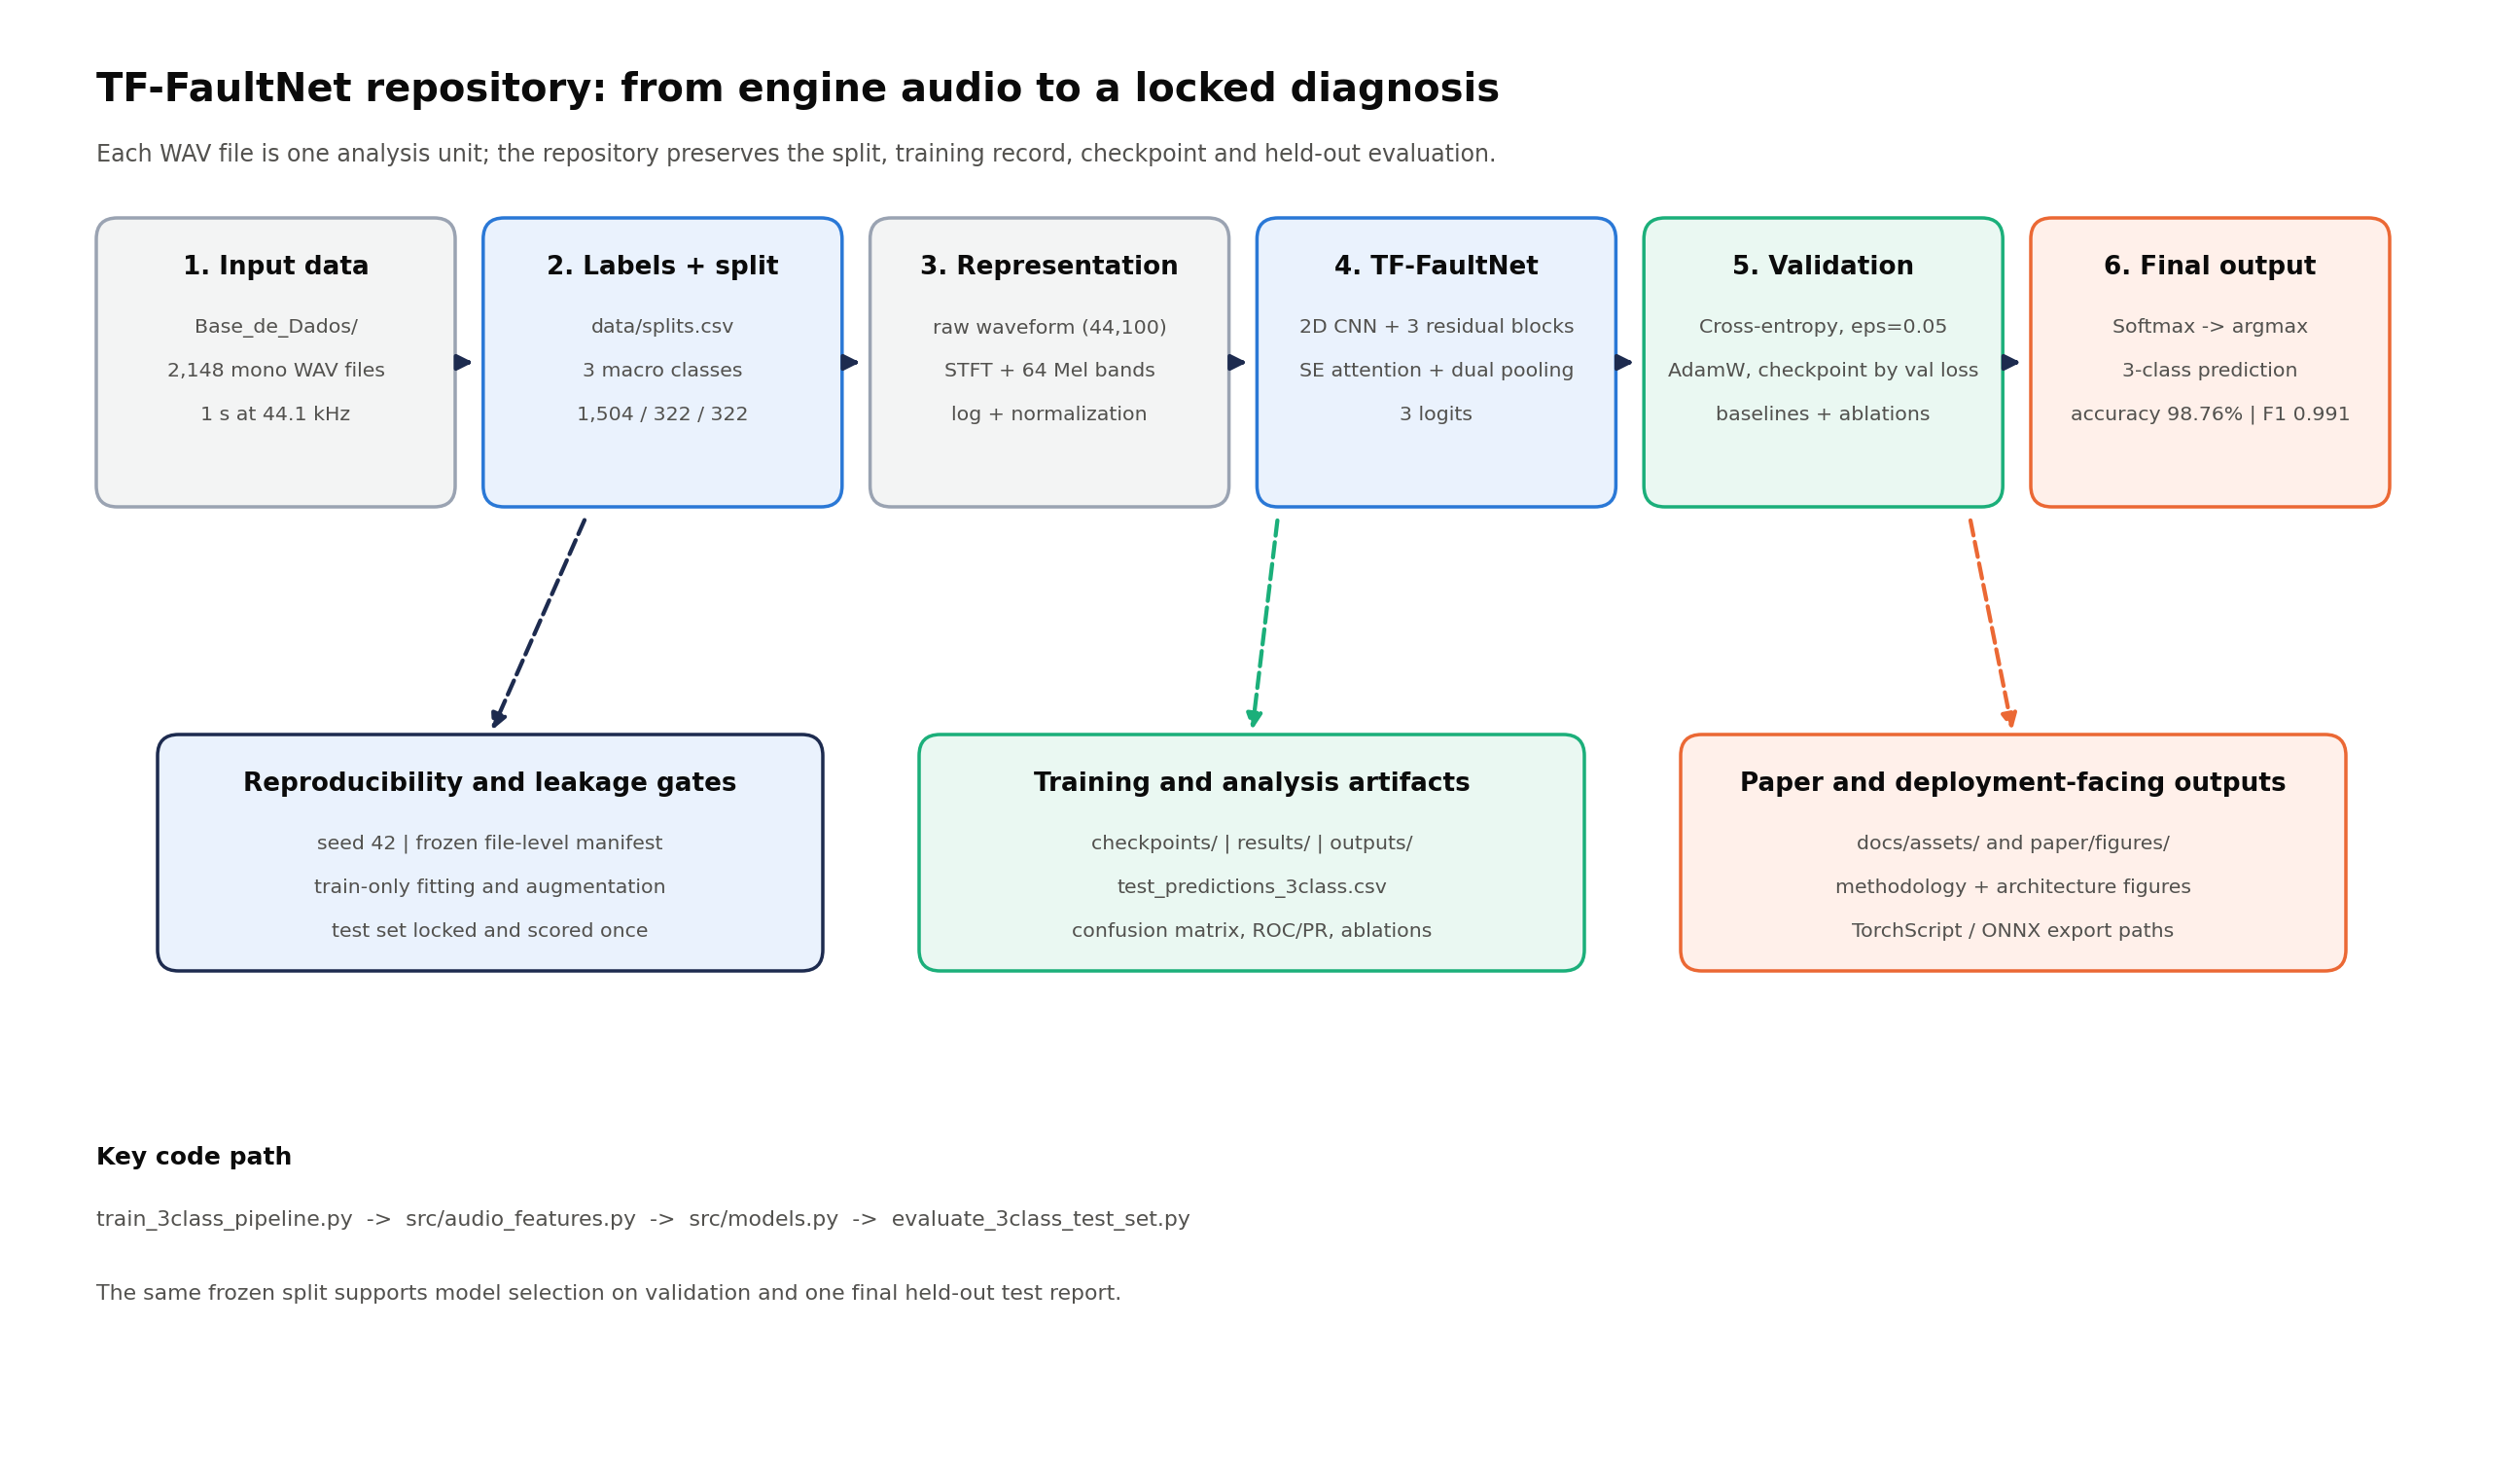 TF-FaultNet repository: from engine audio to a locked diagnosis
Each WAV file is one analysis unit; the repository preserves the split, training record, checkpoint and held-out evaluation.
1. Input data
Base_de_Dados/
2,148 mono WAV files
1 s at 44.1 kHz
2. Labels + split
data/splits.csv
3 macro classes
1,504 / 322 / 322
3. Representation
raw waveform (44,100)
STFT + 64 Mel bands
log + normalization
4. TF-FaultNet
2D CNN + 3 residual blocks
SE attention + dual pooling
3 logits
5. Validation
Cross-entropy, eps=0.05
AdamW, checkpoint by val loss
baselines + ablations
6. Final output
Softmax -> argmax
3-class prediction
accuracy 98.76% | F1 0.991
Reproducibility and leakage gates
seed 42 | frozen file-level manifest
train-only fitting and augmentation
test set locked and scored once
Training and analysis artifacts
checkpoints/ | results/ | outputs/
test_predictions_3class.csv
confusion matrix, ROC/PR, ablations
Paper and deployment-facing outputs
docs/assets/ and paper/figures/
methodology + architecture figures
TorchScript / ONNX export paths
Key code path
train_3class_pipeline.py -> src/audio_features.py -> src/models.py -> evaluate_3class_test_set.py
The same frozen split supports model selection on validation and one final held-out test report.